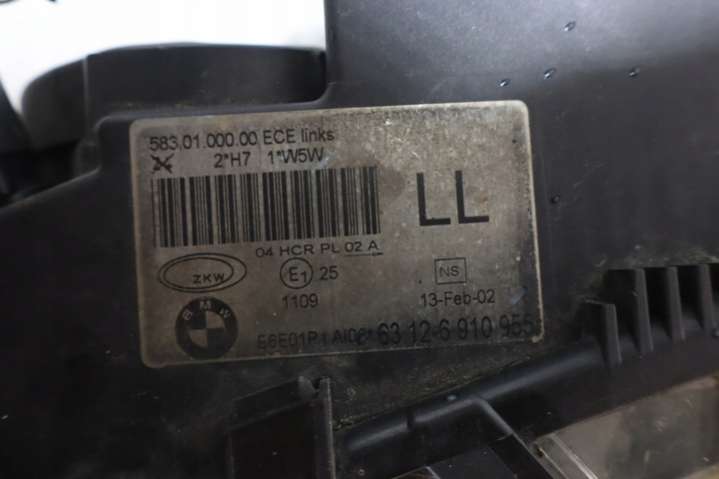 583.01.000.00 ECE links
2*H7 1*W5W
LL
04 HCR PL 02 A
ZKW
E1 25
NS
1109
13-Feb-02
BMW
63 12-6 910 955